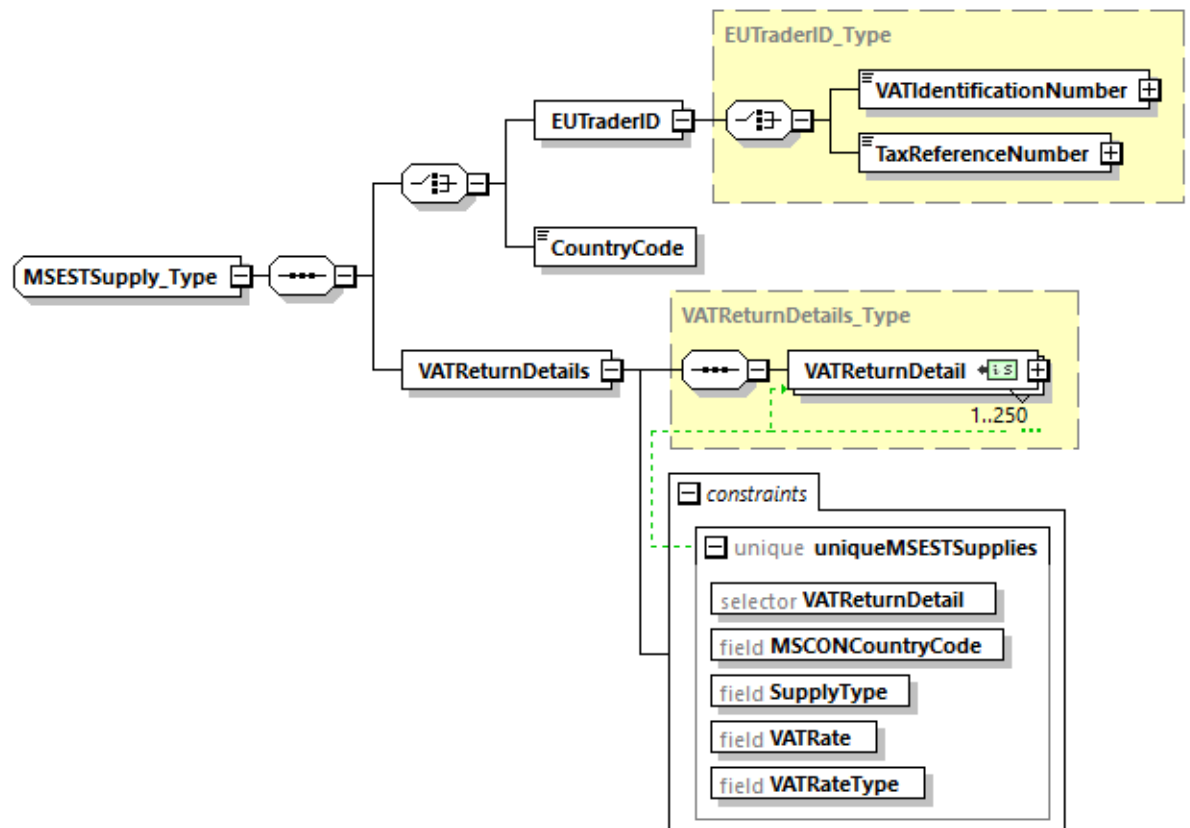 EUTraderID_Type
VATIdentificationNumber
EUTraderID
TaxReferenceNumber
CountryCode
MSESTSupply_Type
VATReturnDetails_Type
VATReturnDetails
VATReturnDetail
1..250
constraints
unique uniqueMSESTSupplies
selector VATReturnDetail
field MSCONCountryCode
field SupplyType
field VATRate
field VATRateType